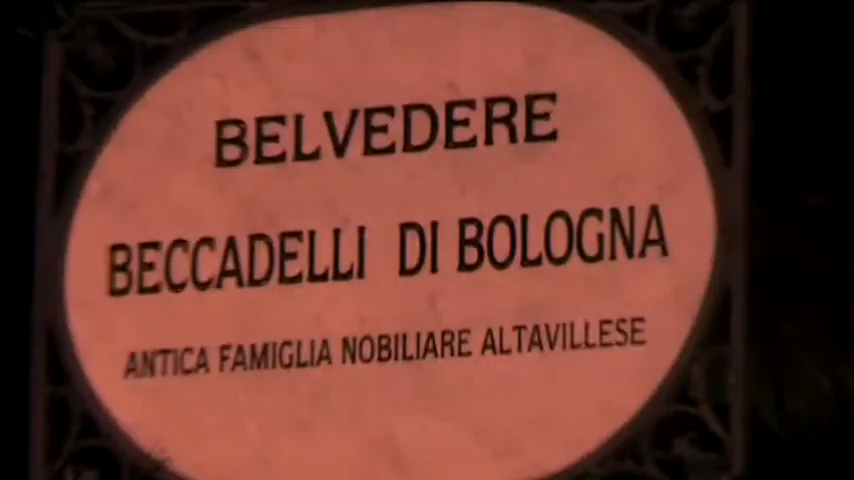 BELVEDERE
BECCADELLI DI BOLOGNA
ANTICA FAMIGLIA NOBILIARE ALTAVILLESE